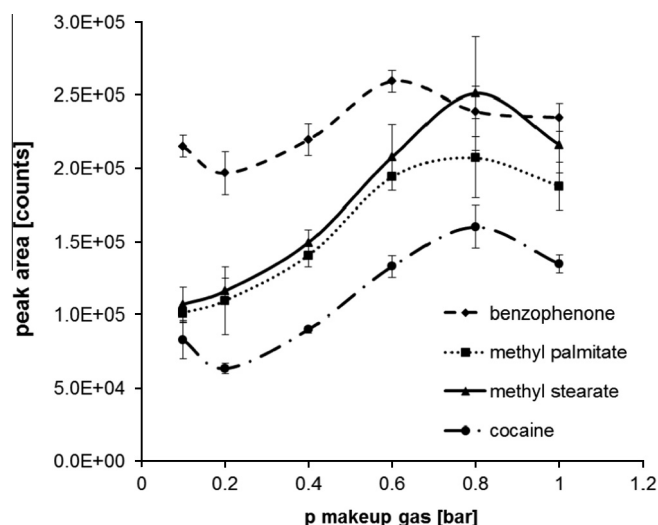 3.0E+05
2.5E+05
2.0E+05
1.5E+05
1.0E+05
5.0E+04
0.0E+00
peak area [counts]
0 0.2 0.4 0.6 0.8 1 1.2
p makeup gas [bar]
benzophenone
methyl palmitate
methyl stearate
cocaine